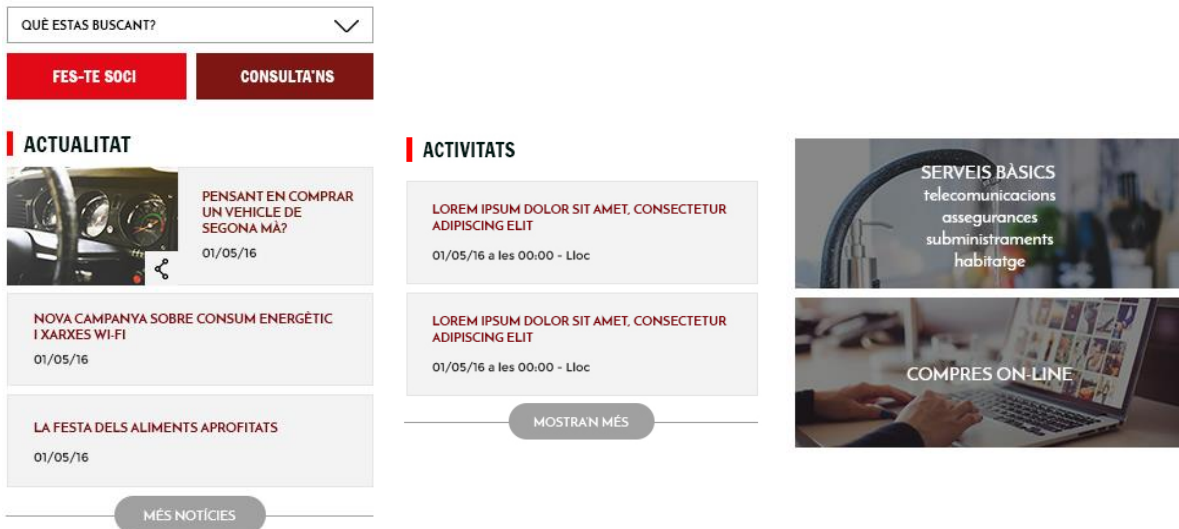 QUÈ ESTAS BUSCANT?
FES-TE SOCI
CONSULTA'NS
ACTUALITAT
PENSANT EN COMPRAR
UN VEHICLE DE
SEGONA MÀ?
01/05/16
NOVA CAMPANYA SOBRE CONSUM ENERGÈTIC
I XARXES WI-FI
01/05/16
LA FESTA DELS ALIMENTS APROFITATS
01/05/16
MÉS NOTÍCIES
ACTIVITATS
LOREM IPSUM DOLOR SIT AMET, CONSECTETUR
ADIPISCING ELIT
01/05/16 a les 00:00 - Lloc
LOREM IPSUM DOLOR SIT AMET, CONSECTETUR
ADIPISCING ELIT
01/05/16 a les 00:00 - Lloc
MOSTRA'N MÉS
SERVEIS BÀSICS
telecomunicacions
assegurances
subministraments
habitatge
COMPRES ON-LINE